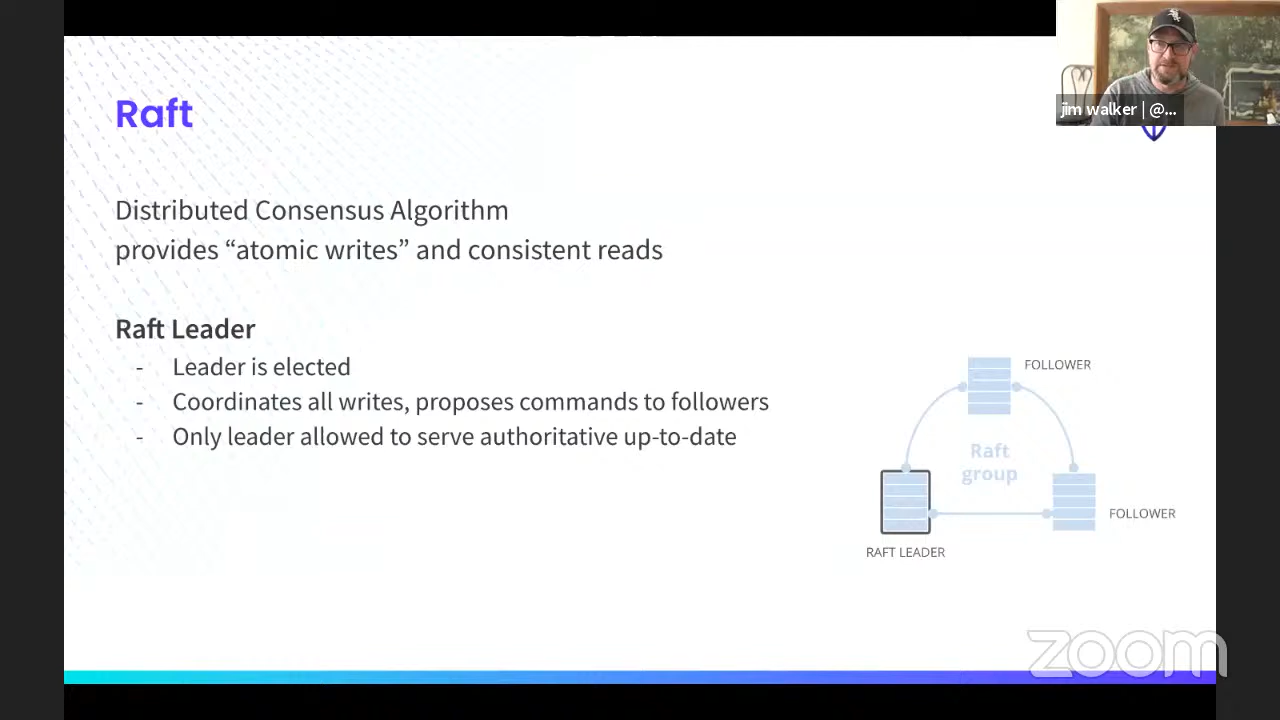 jim walker | @...
Raft
Distributed Consensus Algorithm
provides “atomic writes” and consistent reads
Raft Leader
- Leader is elected
- Coordinates all writes, proposes commands to followers
- Only leader allowed to serve authoritative up-to-date
FOLLOWER
Raft
group
FOLLOWER
RAFT LEADER
zoom